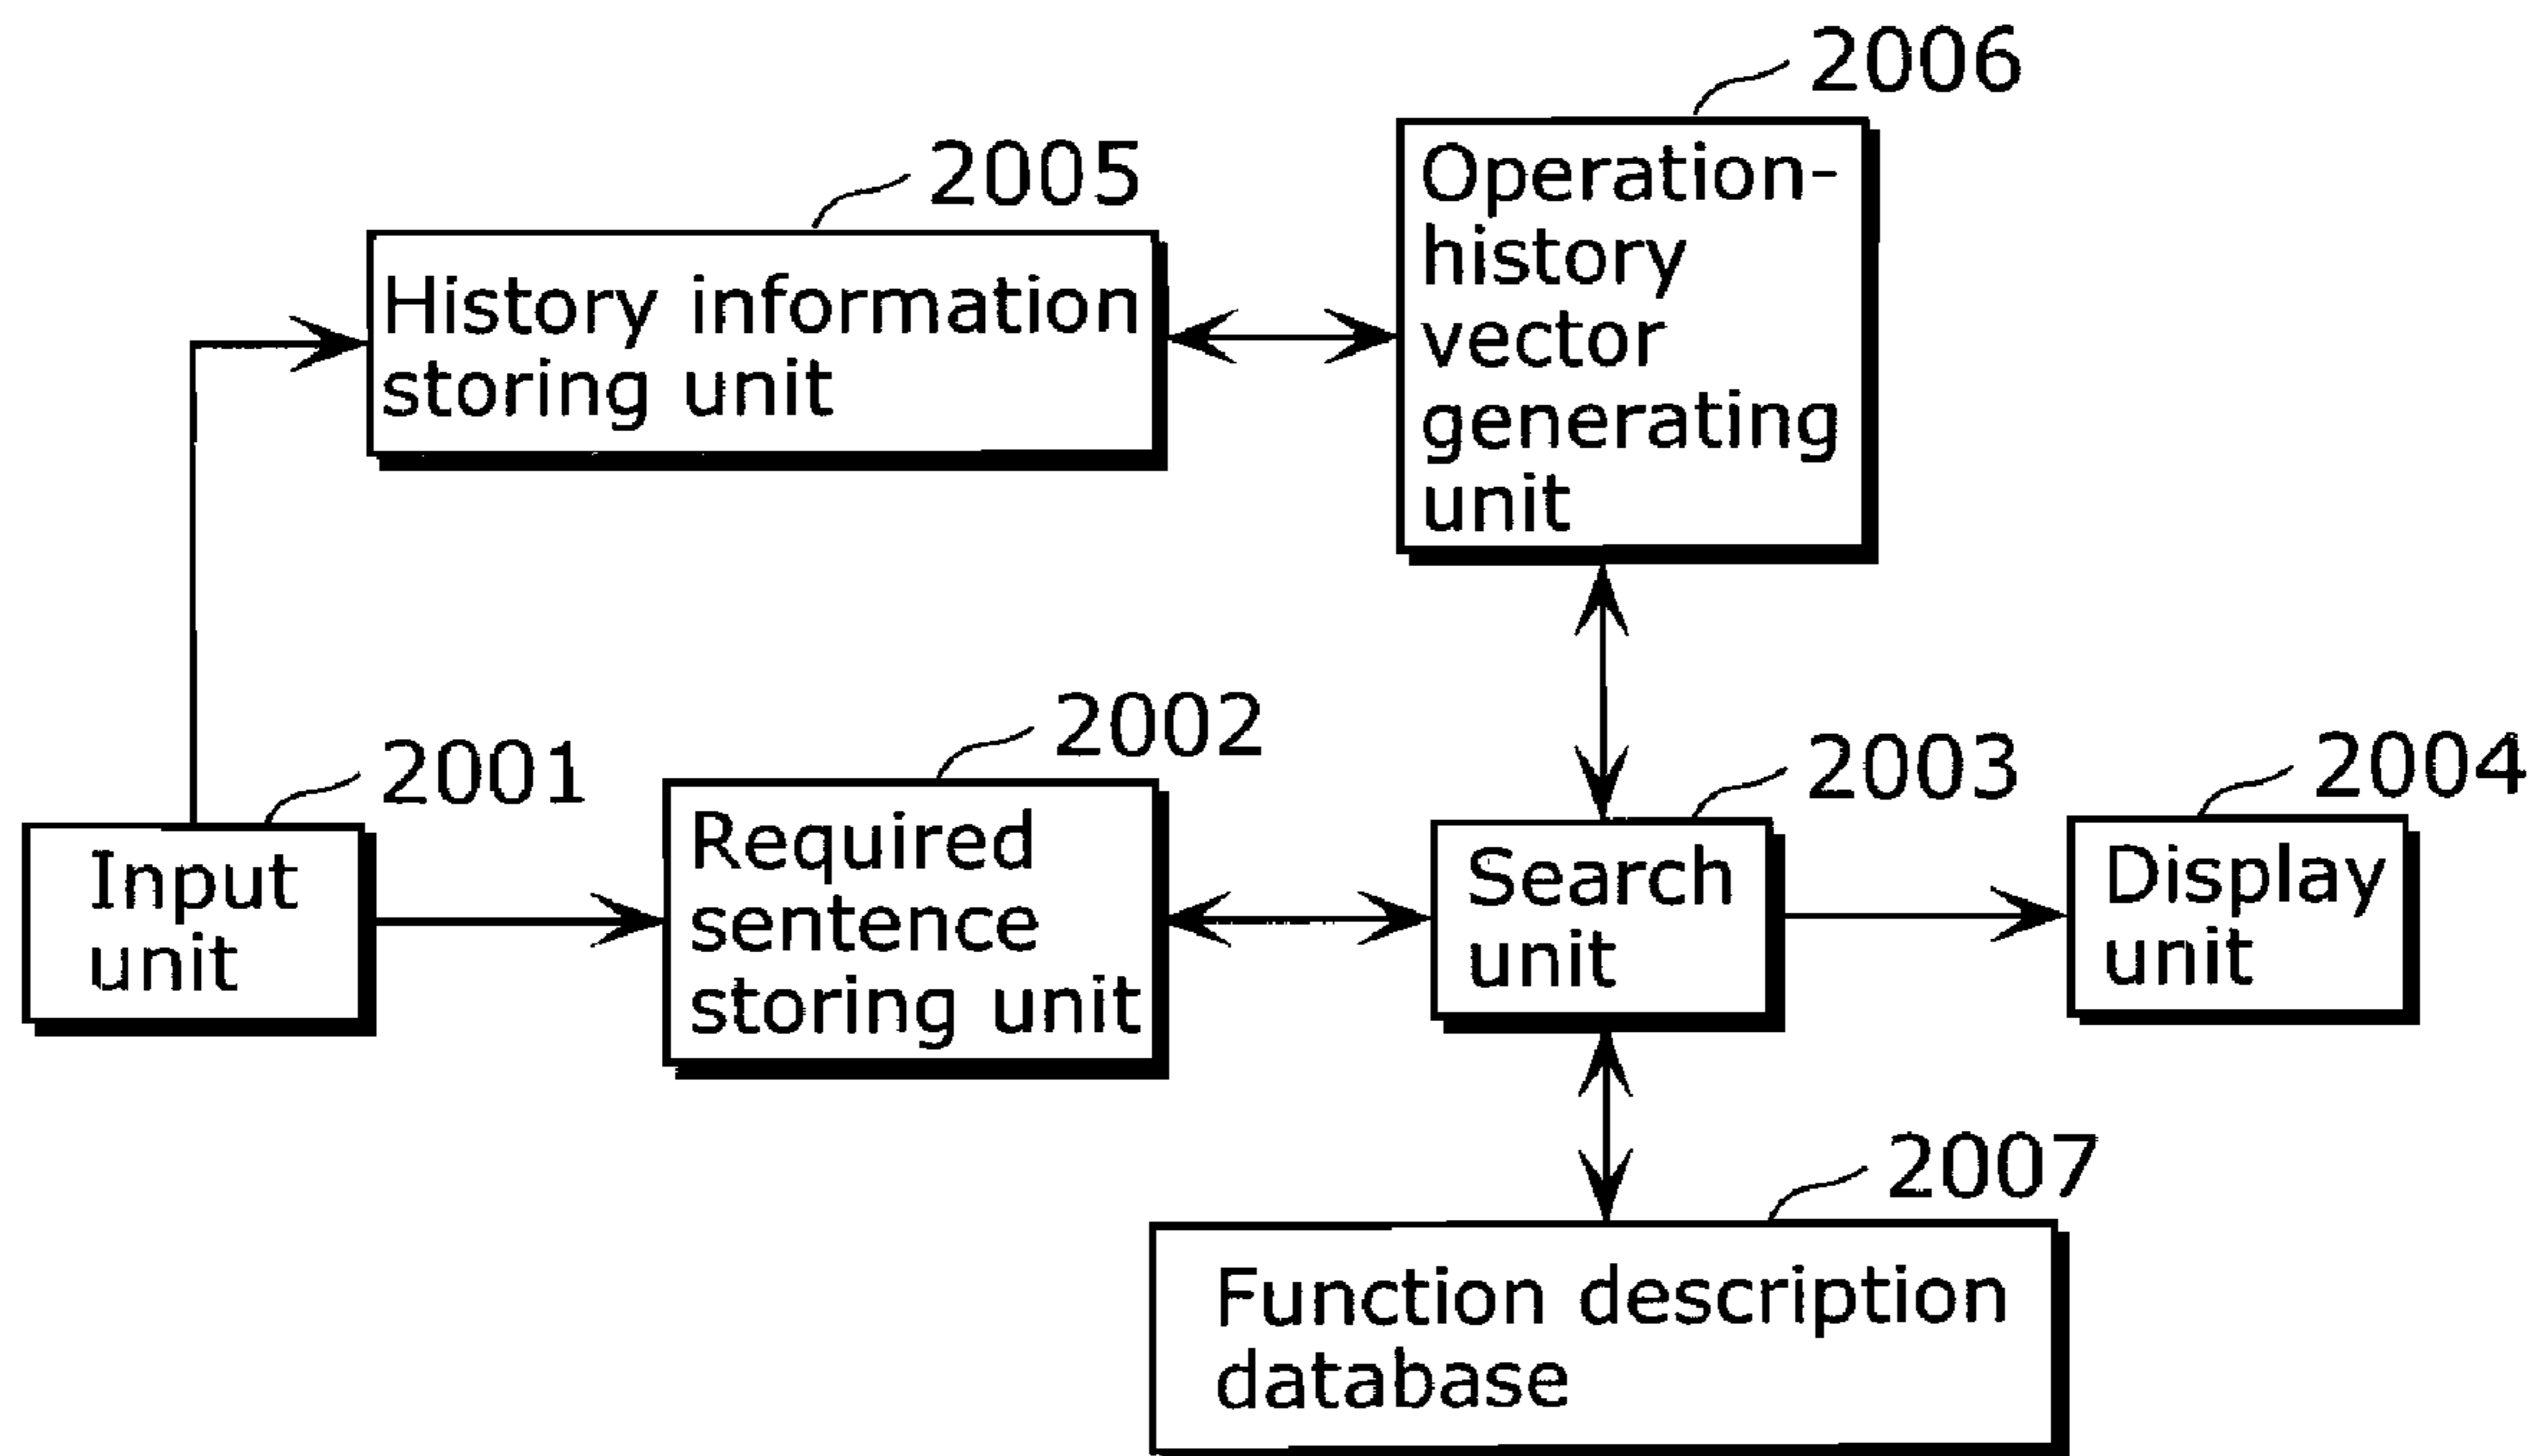 2006
Operation-
history
vector
generating
unit
2005
History information
storing unit
2001
Input
unit
2002
Required
sentence
storing unit
2003
Search
unit
2004
Display
unit
2007
Function description
database